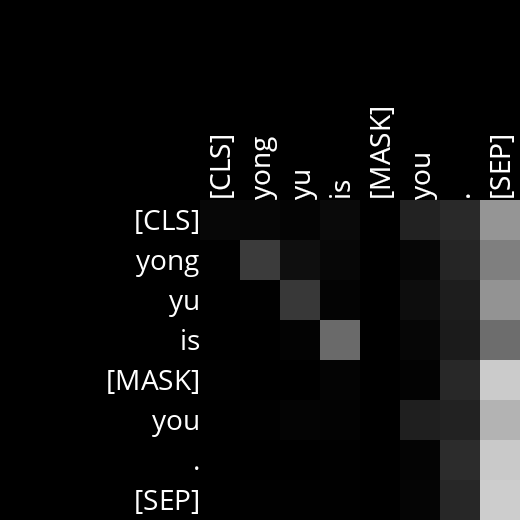 [CLS] yong yu is [MASK] you . [SEP]
[CLS]
yong
yu
is
[MASK]
you
.
[SEP]